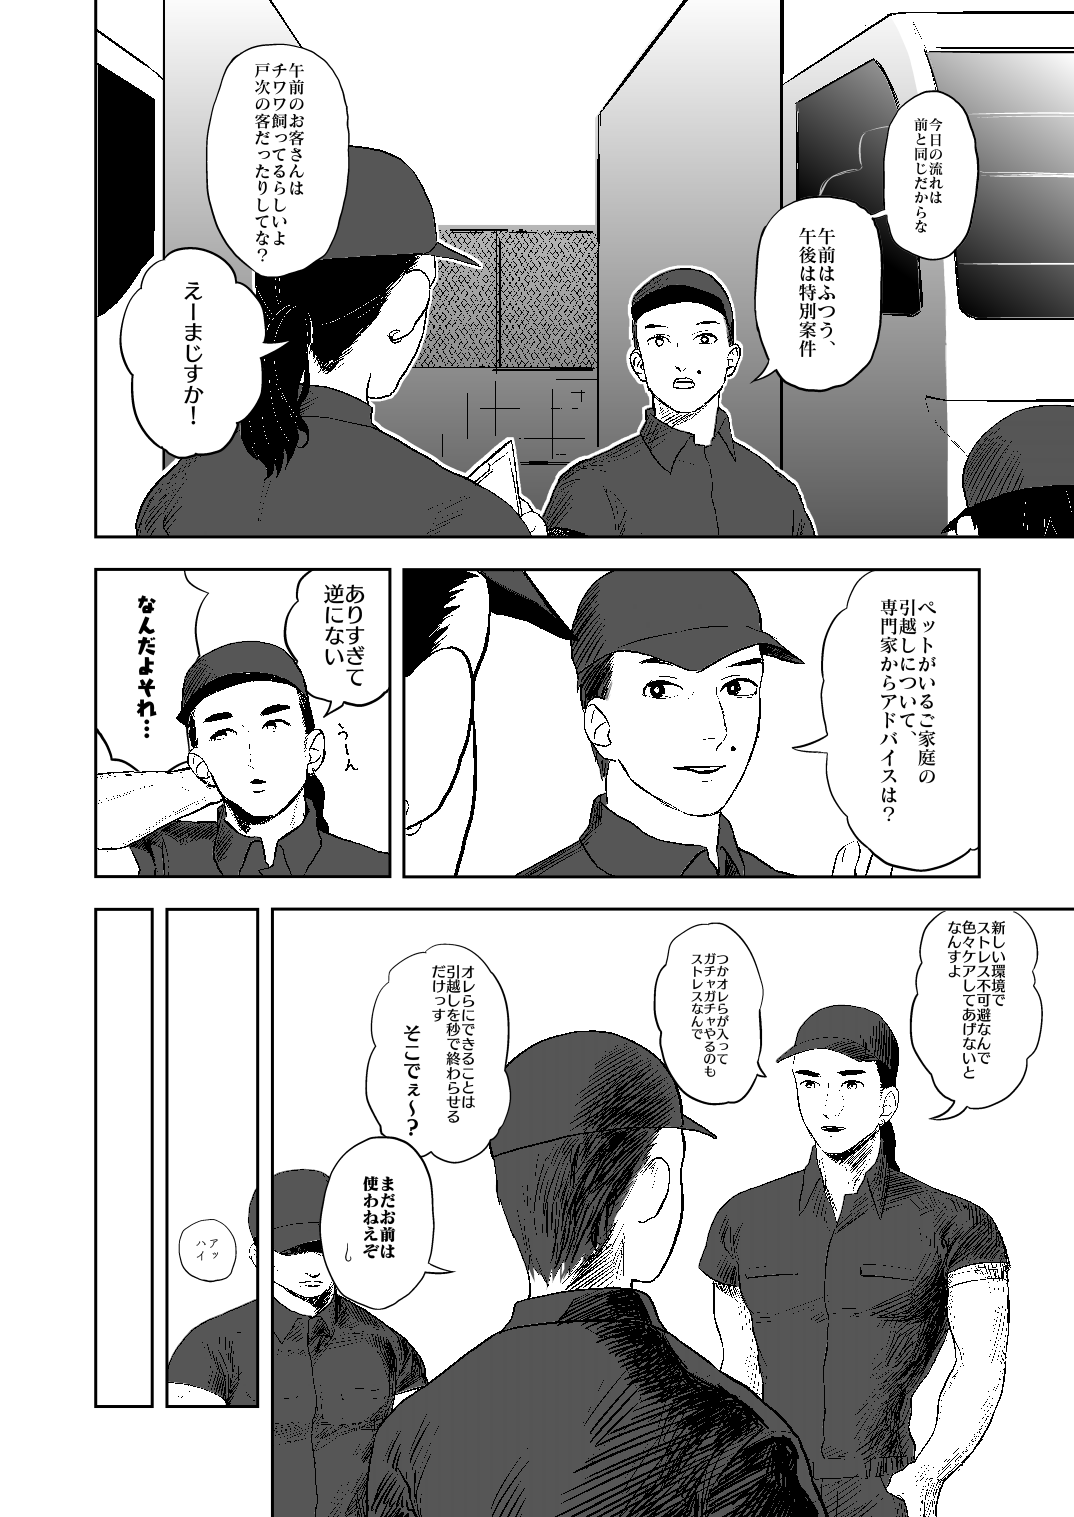 今日の流れは
前と同じだからな
午前はふつう、
午後は特別案件
午前のお客さんは
チワワ飼ってるらしいよ
戸次の客だったりしてな？
えーまじすか！
ペットがいるご家庭の
引越しについて、
専門家からアドバイスは？
ありすぎて
逆にない
うーん
なんだよそれ…
新しい環境で
ストレス不可避なんで
色々ケアしてあげないと
なんすよ
つかオレらが入って
ガチャガチャやるのも
ストレスなんで
オレらにできることは
引越しを秒で終わらせる
だけっす
そこでぇ～？
まだお前は
使わねえぞ
アッ
ハイ